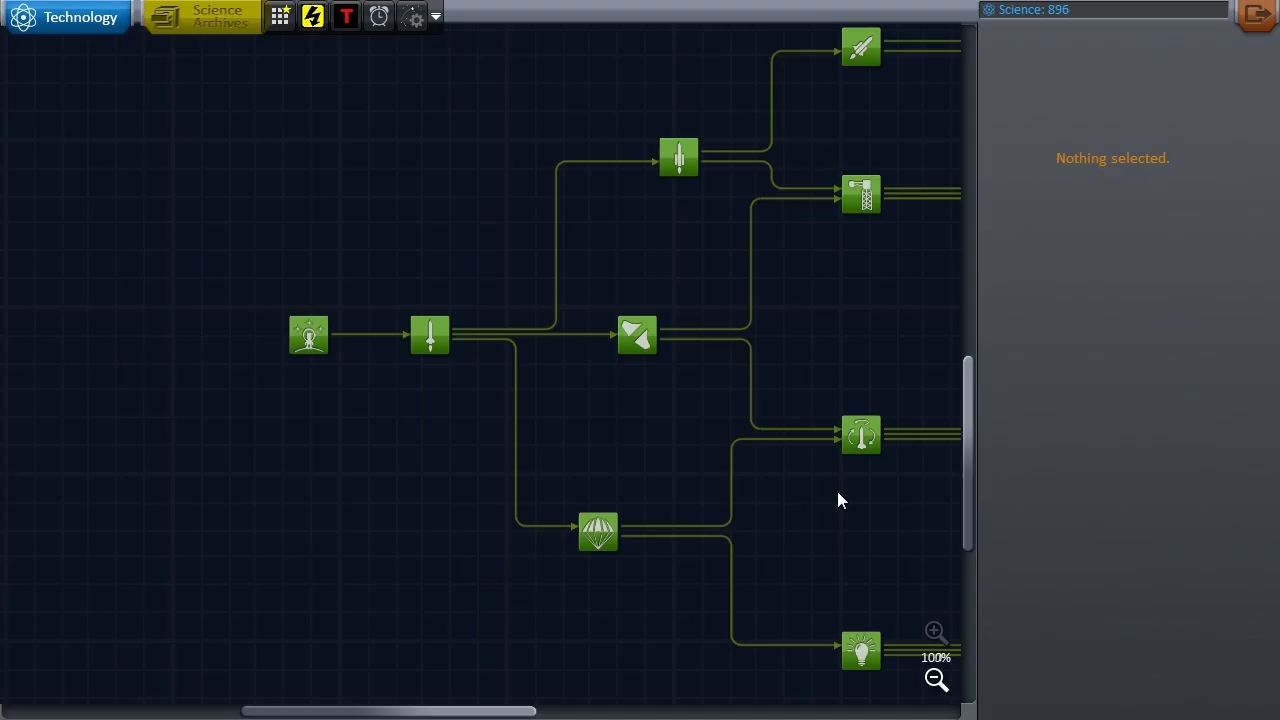 Technology
Science
Archives
T
Science: 896
Nothing selected.
100%